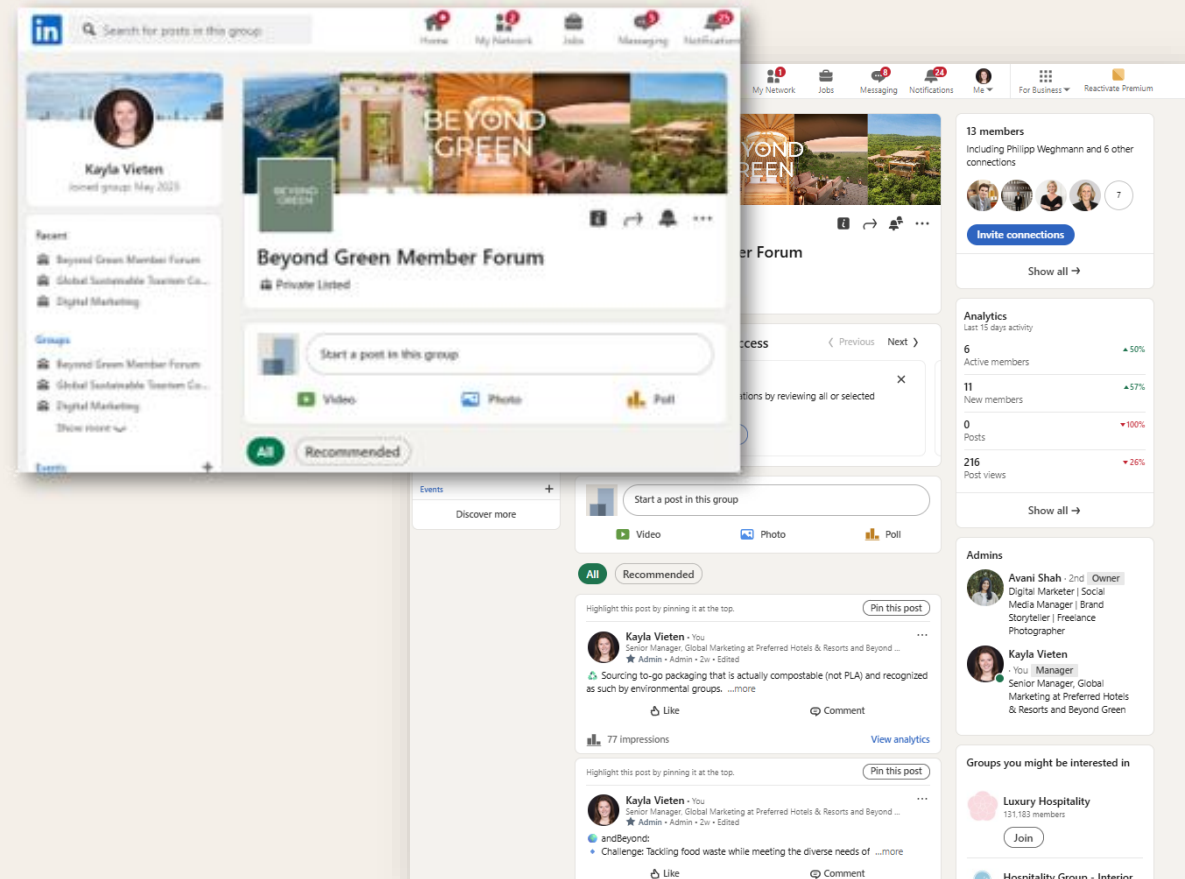 in
Search for posts in this group
Home
2
My Network
Jobs
5
Messaging
25
Notifications
Kayla Vieten
Joined group: May 2025
BEYOND
GREEN
BEYOND
GREEN
Beyond Green Member Forum
Private Listed
Recent
Beyond Green Member Forum
Global Sustainable Tourism Co...
Digital Marketing
Groups
Beyond Green Member Forum
Global Sustainable Tourism Co...
Digital Marketing
Show more
Events
+
Start a post in this group
Video
Photo
Poll
All
Recommended
1
My Network
Jobs
8
Messaging
24
Notifications
Me
For Business
Reactivate Premium
YOND
REEN
er Forum
ccess
Previous
Next
ations by reviewing all or selected
Events
+
Discover more
Start a post in this group
Video
Photo
Poll
All
Recommended
Highlight this post by pinning it at the top.
Pin this post
Kayla Vieten • You
Senior Manager, Global Marketing at Preferred Hotels & Resorts and Beyond ...
Admin • Admin • 2w • Edited
♻️ Sourcing to-go packaging that is actually compostable (not PLA) and recognized
as such by environmental groups. ...more
Like
Comment
77 impressions
View analytics
Highlight this post by pinning it at the top.
Pin this post
Kayla Vieten • You
Senior Manager, Global Marketing at Preferred Hotels & Resorts and Beyond ...
Admin • Admin • 2w • Edited
andBeyond:
🔹 Challenge: Tackling food waste while meeting the diverse needs of ...more
Like
Comment
13 members
Including Philipp Weghmann and 6 other
connections
7
Invite connections
Show all →
Analytics
Last 15 days activity
6
▲50%
Active members
11
▲57%
New members
0
▼100%
Posts
216
▼26%
Post views
Show all →
Admins
Avani Shah · 2nd Owner
Digital Marketer | Social
Media Manager | Brand
Storyteller | Freelance
Photographer
Kayla Vieten
· You Manager
Senior Manager, Global
Marketing at Preferred Hotels
& Resorts and Beyond Green
Groups you might be interested in
Luxury Hospitality
131,183 members
Join
Hospitality Group - Interior